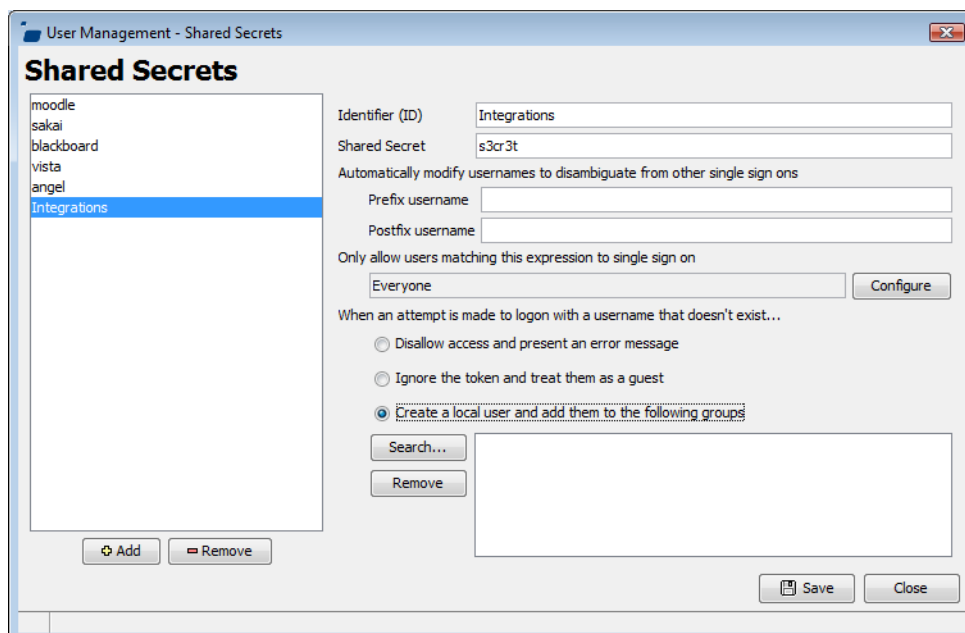 User Management - Shared Secrets
Shared Secrets
moodle
sakai
blackboard
vista
angel
Integrations
Add
Remove
Identifier (ID) Integrations
Shared Secret s3cr3t
Automatically modify usernames to disambiguate from other single sign ons
Prefix username
Postfix username
Only allow users matching this expression to single sign on
Everyone Configure
When an attempt is made to logon with a username that doesn't exist...
Disallow access and present an error message
Ignore the token and treat them as a guest
Create a local user and add them to the following groups
Search...
Remove
Save Close